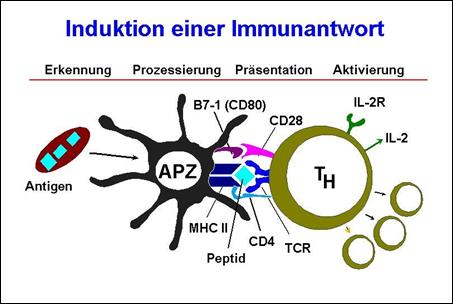 Induktion einer Immunantwort
Erkennung Prozessierung Präsentation Aktivierung
B7-1 (CD80)
CD28
IL-2R
IL-2
Antigen
APZ
TH
MHC II
Peptid
CD4
TCR